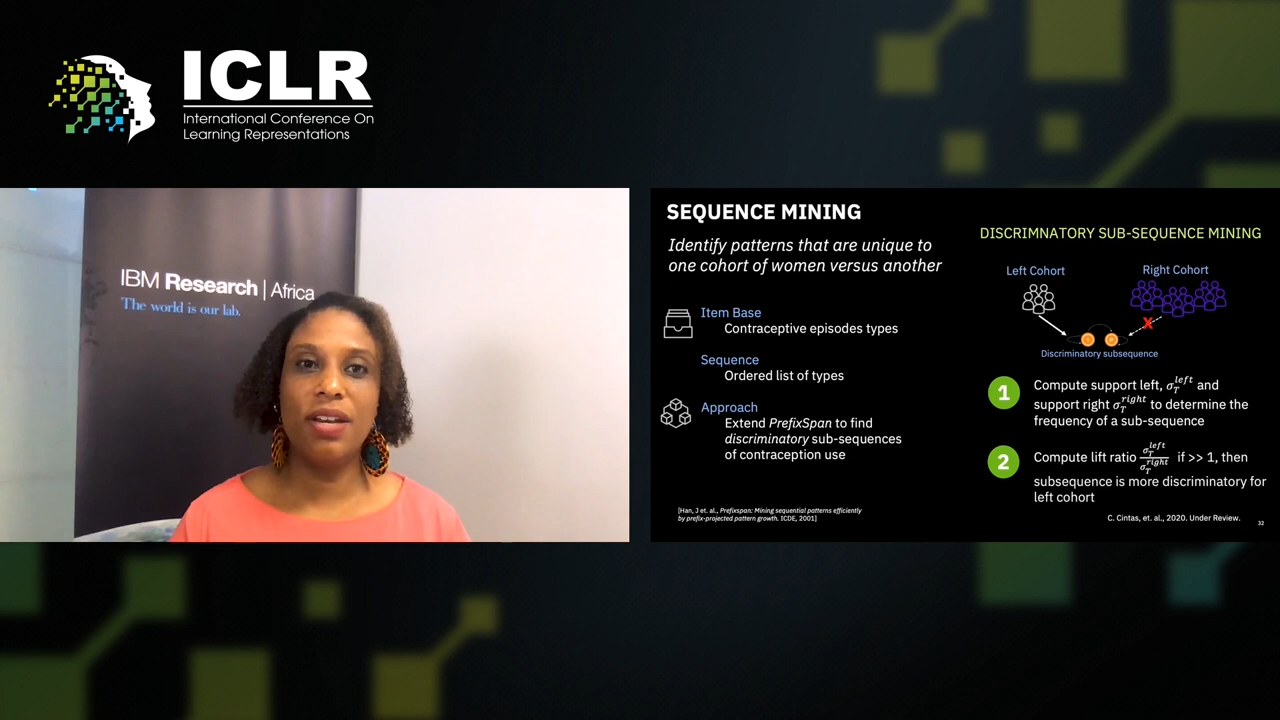 ICLR
International Conference On
Learning Representations
IBM Research | Africa
The world is our lab.
SEQUENCE MINING
Identify patterns that are unique to
one cohort of women versus another
Item Base
Contraceptive episodes types
Sequence
Ordered list of types
Approach
Extend PrefixSpan to find
discriminatory sub-sequences
of contraception use
[Han, J et. al., Prefixspan: Mining sequential patterns efficiently
by prefix-projected pattern growth. ICDE, 2001]
DISCRIMNATORY SUB-SEQUENCE MINING
Left Cohort
Right Cohort
Discriminatory subsequence
1
Compute support left, σ_T^left and
support right σ_T^right to determine the
frequency of a sub-sequence
2
Compute lift ratio σ_T^left / σ_T^right if >> 1, then
subsequence is more discriminatory for
left cohort
C. Cintas, et. al., 2020. Under Review.
32